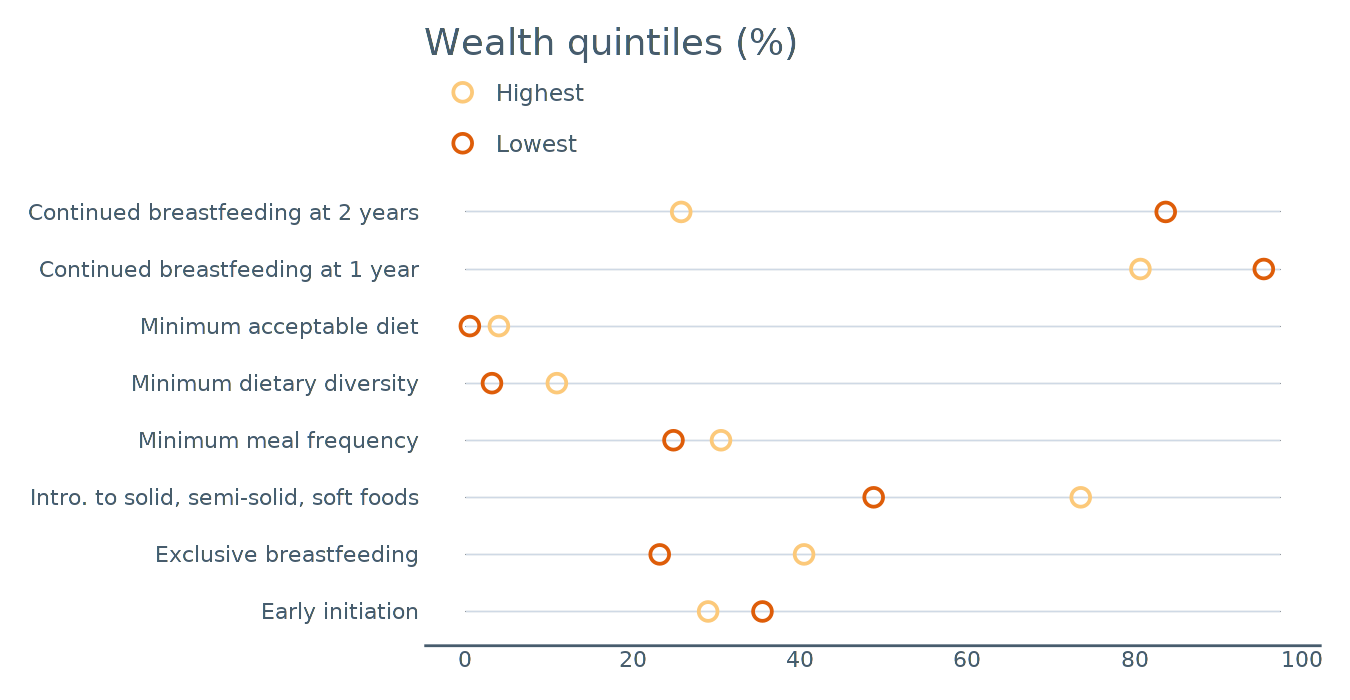 Wealth quintiles (%)
Highest
Lowest
Continued breastfeeding at 2 years
Continued breastfeeding at 1 year
Minimum acceptable diet
Minimum dietary diversity
Minimum meal frequency
Intro. to solid, semi-solid, soft foods
Exclusive breastfeeding
Early initiation
0 20 40 60 80 100